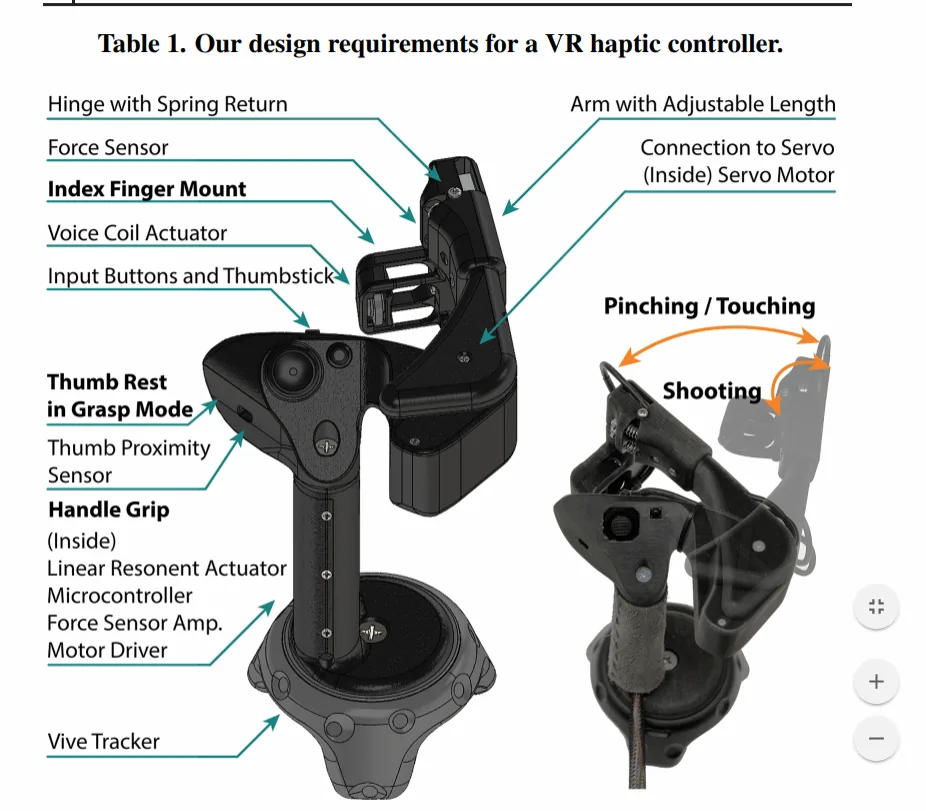 Table 1. Our design requirements for a VR haptic controller.
Hinge with Spring Return
Force Sensor
Index Finger Mount
Voice Coil Actuator
Input Buttons and Thumbstick
Thumb Rest
in Grasp Mode
Thumb Proximity
Sensor
Handle Grip
(Inside)
Linear Resonent Actuator
Microcontroller
Force Sensor Amp.
Motor Driver
Vive Tracker
Arm with Adjustable Length
Connection to Servo
(Inside) Servo Motor
Pinching / Touching
Shooting